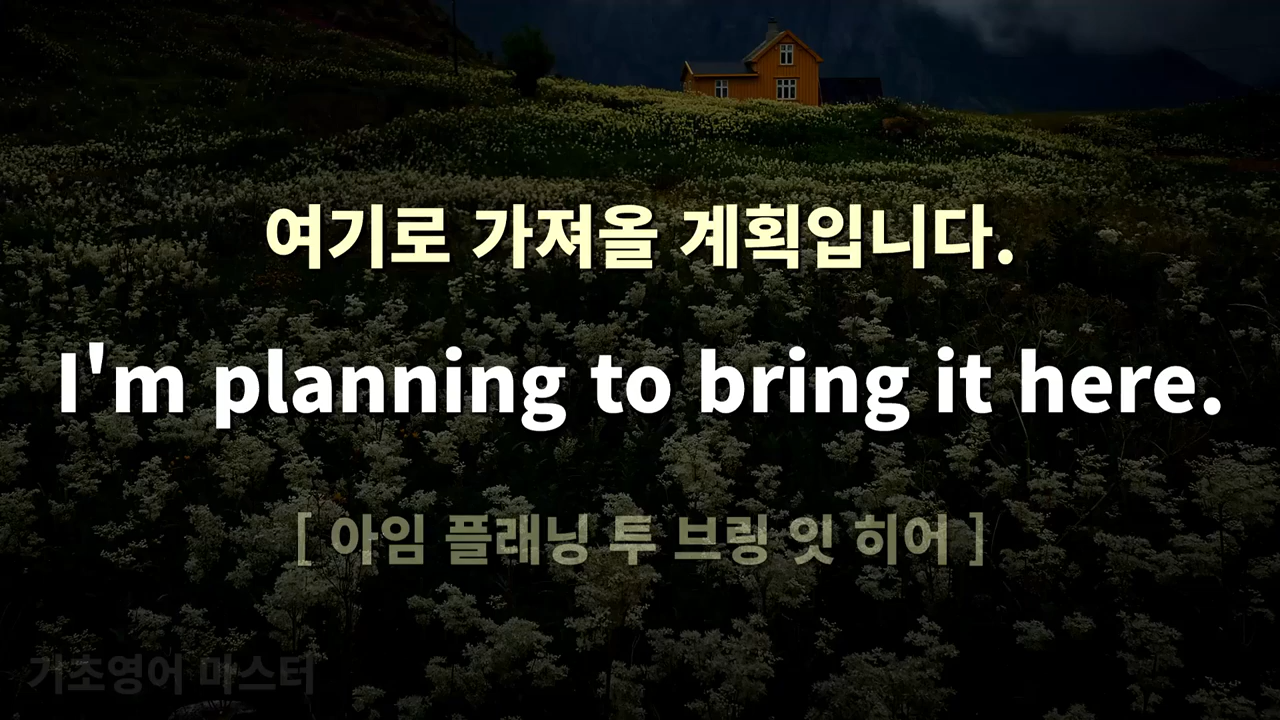 여기로 가져올 계획입니다.
I'm planning to bring it here.
[ 아임 플래닝 투 브링 잇 히어 ]
기초영어 마스터